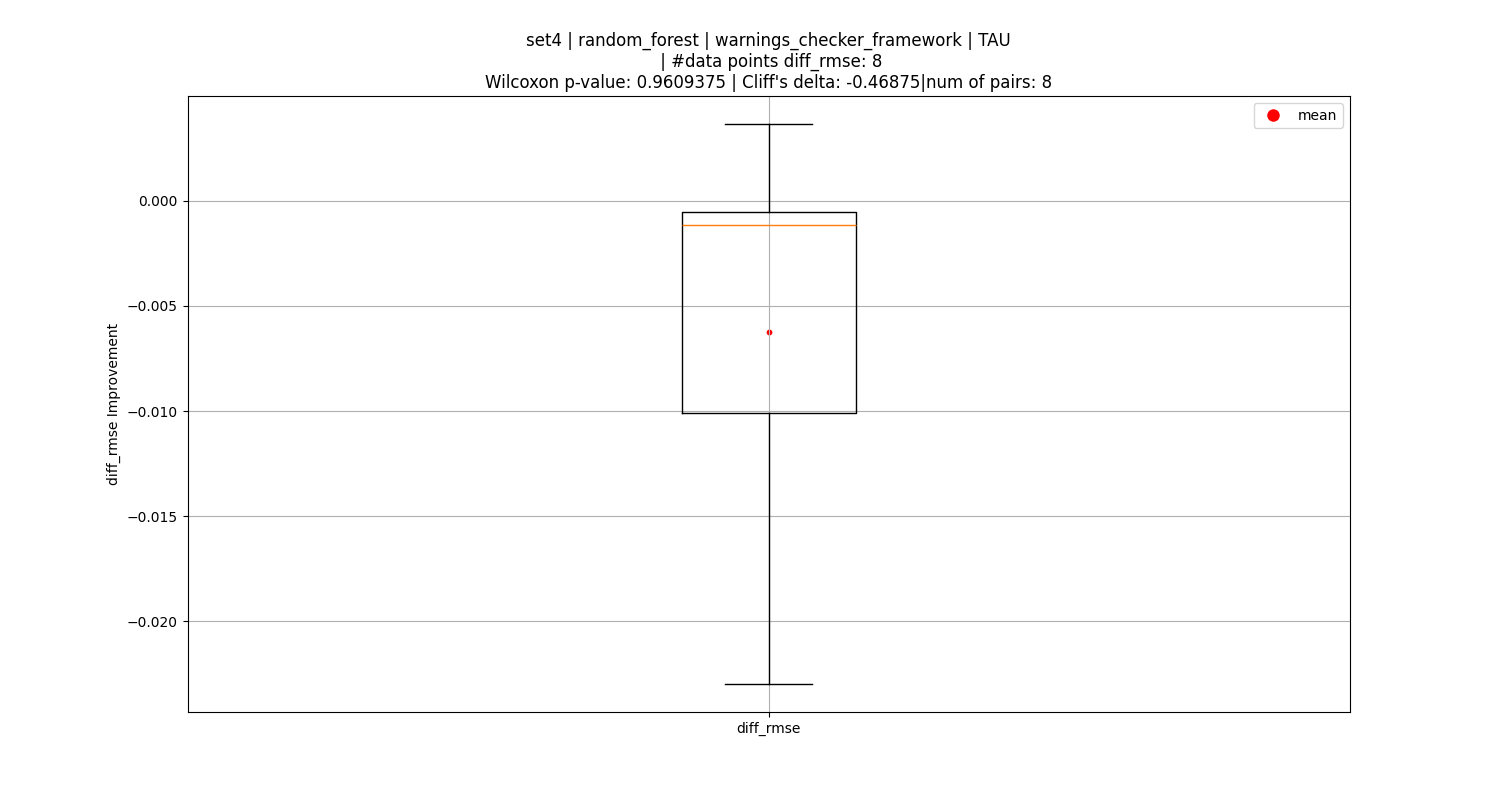 set4 | random_forest | warnings_checker_framework | TAU
| #data points diff_rmse: 8
Wilcoxon p-value: 0.9609375 | Cliff's delta: -0.46875|num of pairs: 8
mean
0.000
−0.005
−0.010
−0.015
−0.020
diff_rmse Improvement
diff_rmse